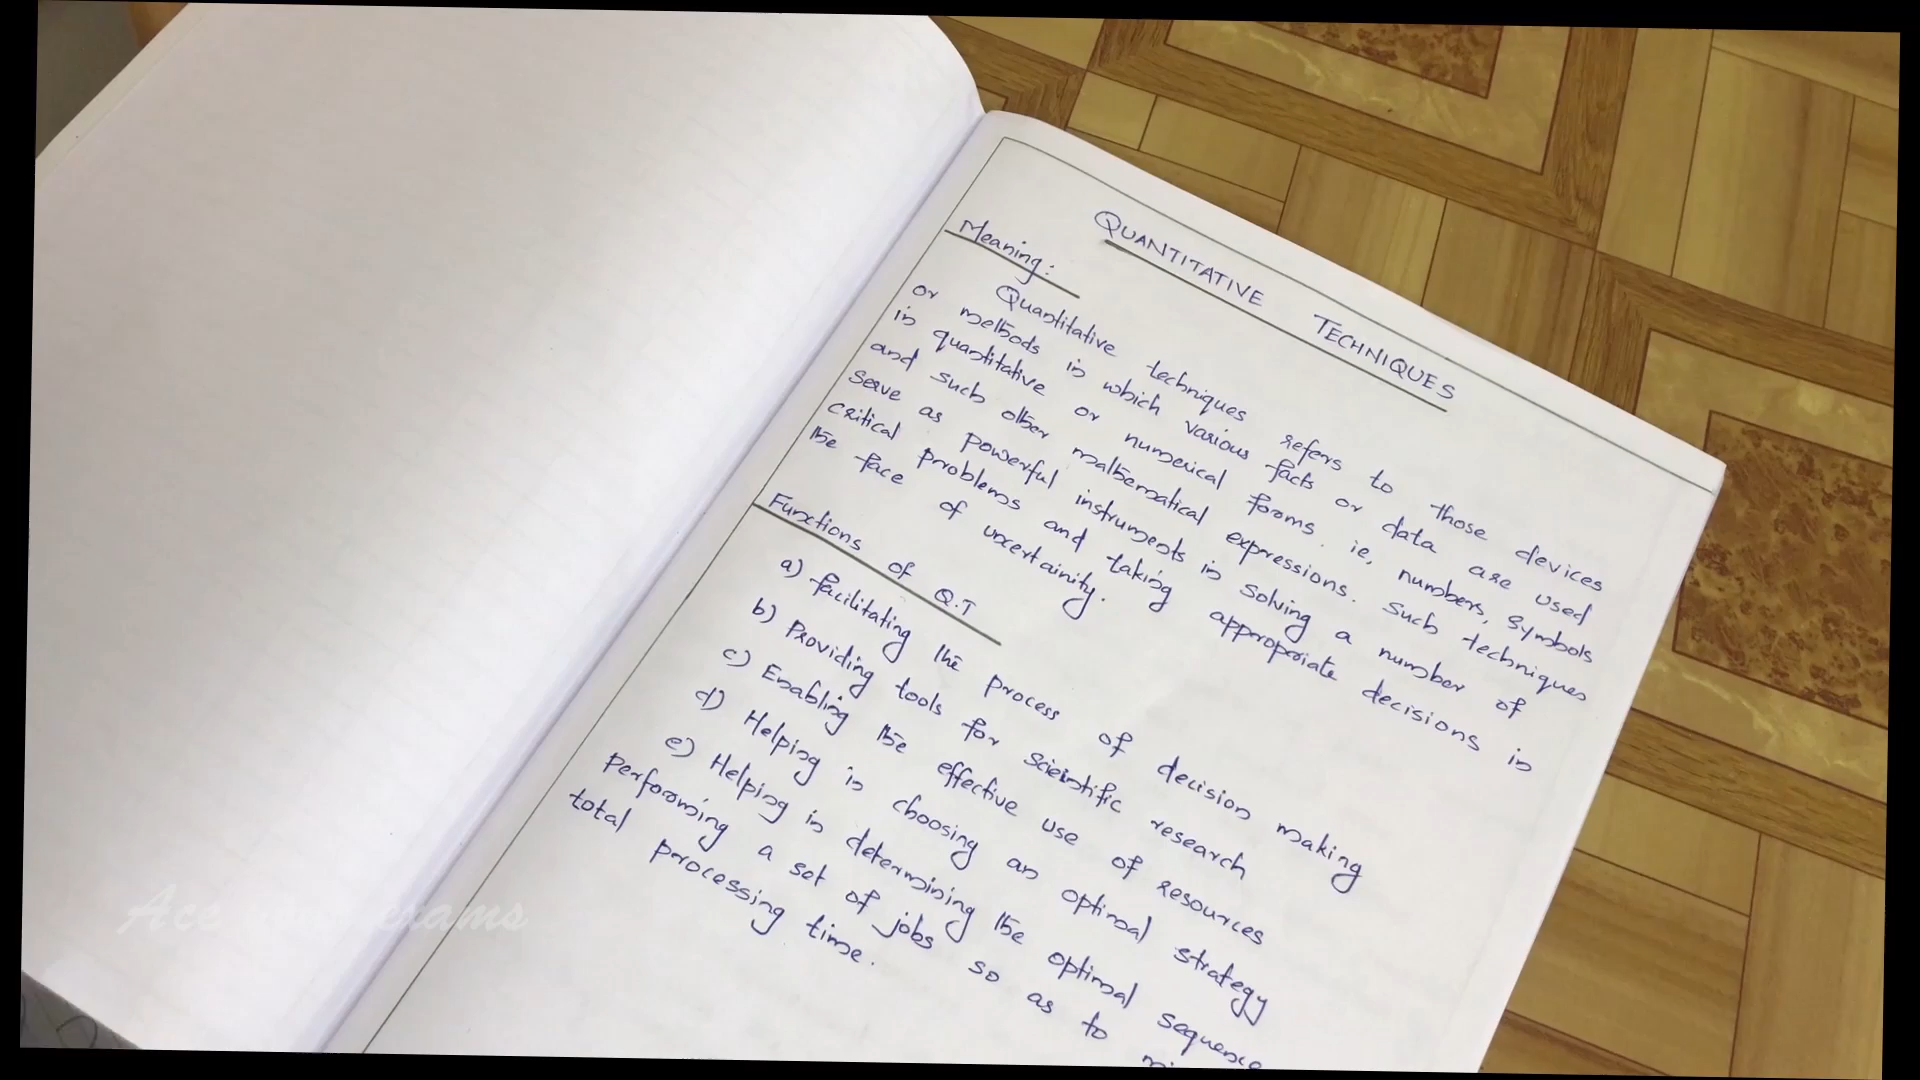 QUANTITATIVE TECHNIQUES
Meaning:
Quantitative techniques refers to those devices
or methods in which various facts or data are used
in quantitative or numerical forms. ie, numbers, symbols
and such other mathematical expressions. Such techniques
serve as powerful instruments in solving a number of
critical problems and taking appropriate decisions in
the face of uncertainity.
Functions of Q.T
a) Facilitating the process of decision making
b) Providing tools for scientific research
c) Enabling the effective use of resources
d) Helping in choosing an optimal strategy
e) Helping in determining the optimal sequence
performing a set of jobs so as to
total processing time.
Ace exams